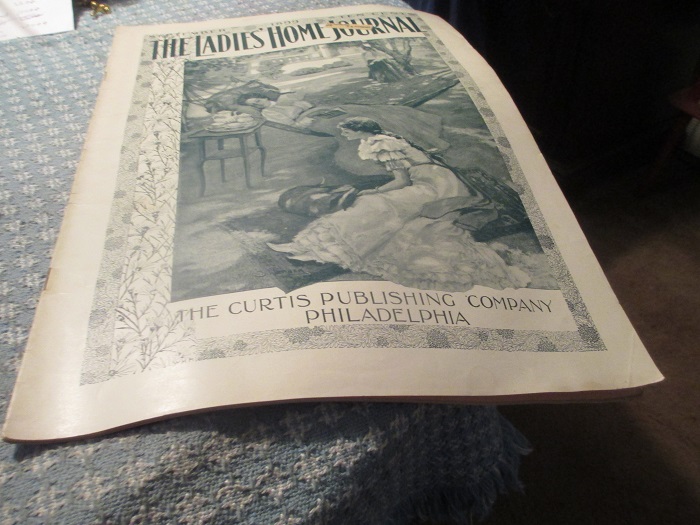 THE LADIES HOME JOURNAL
THE CURTIS PUBLISHING COMPANY
PHILADELPHIA